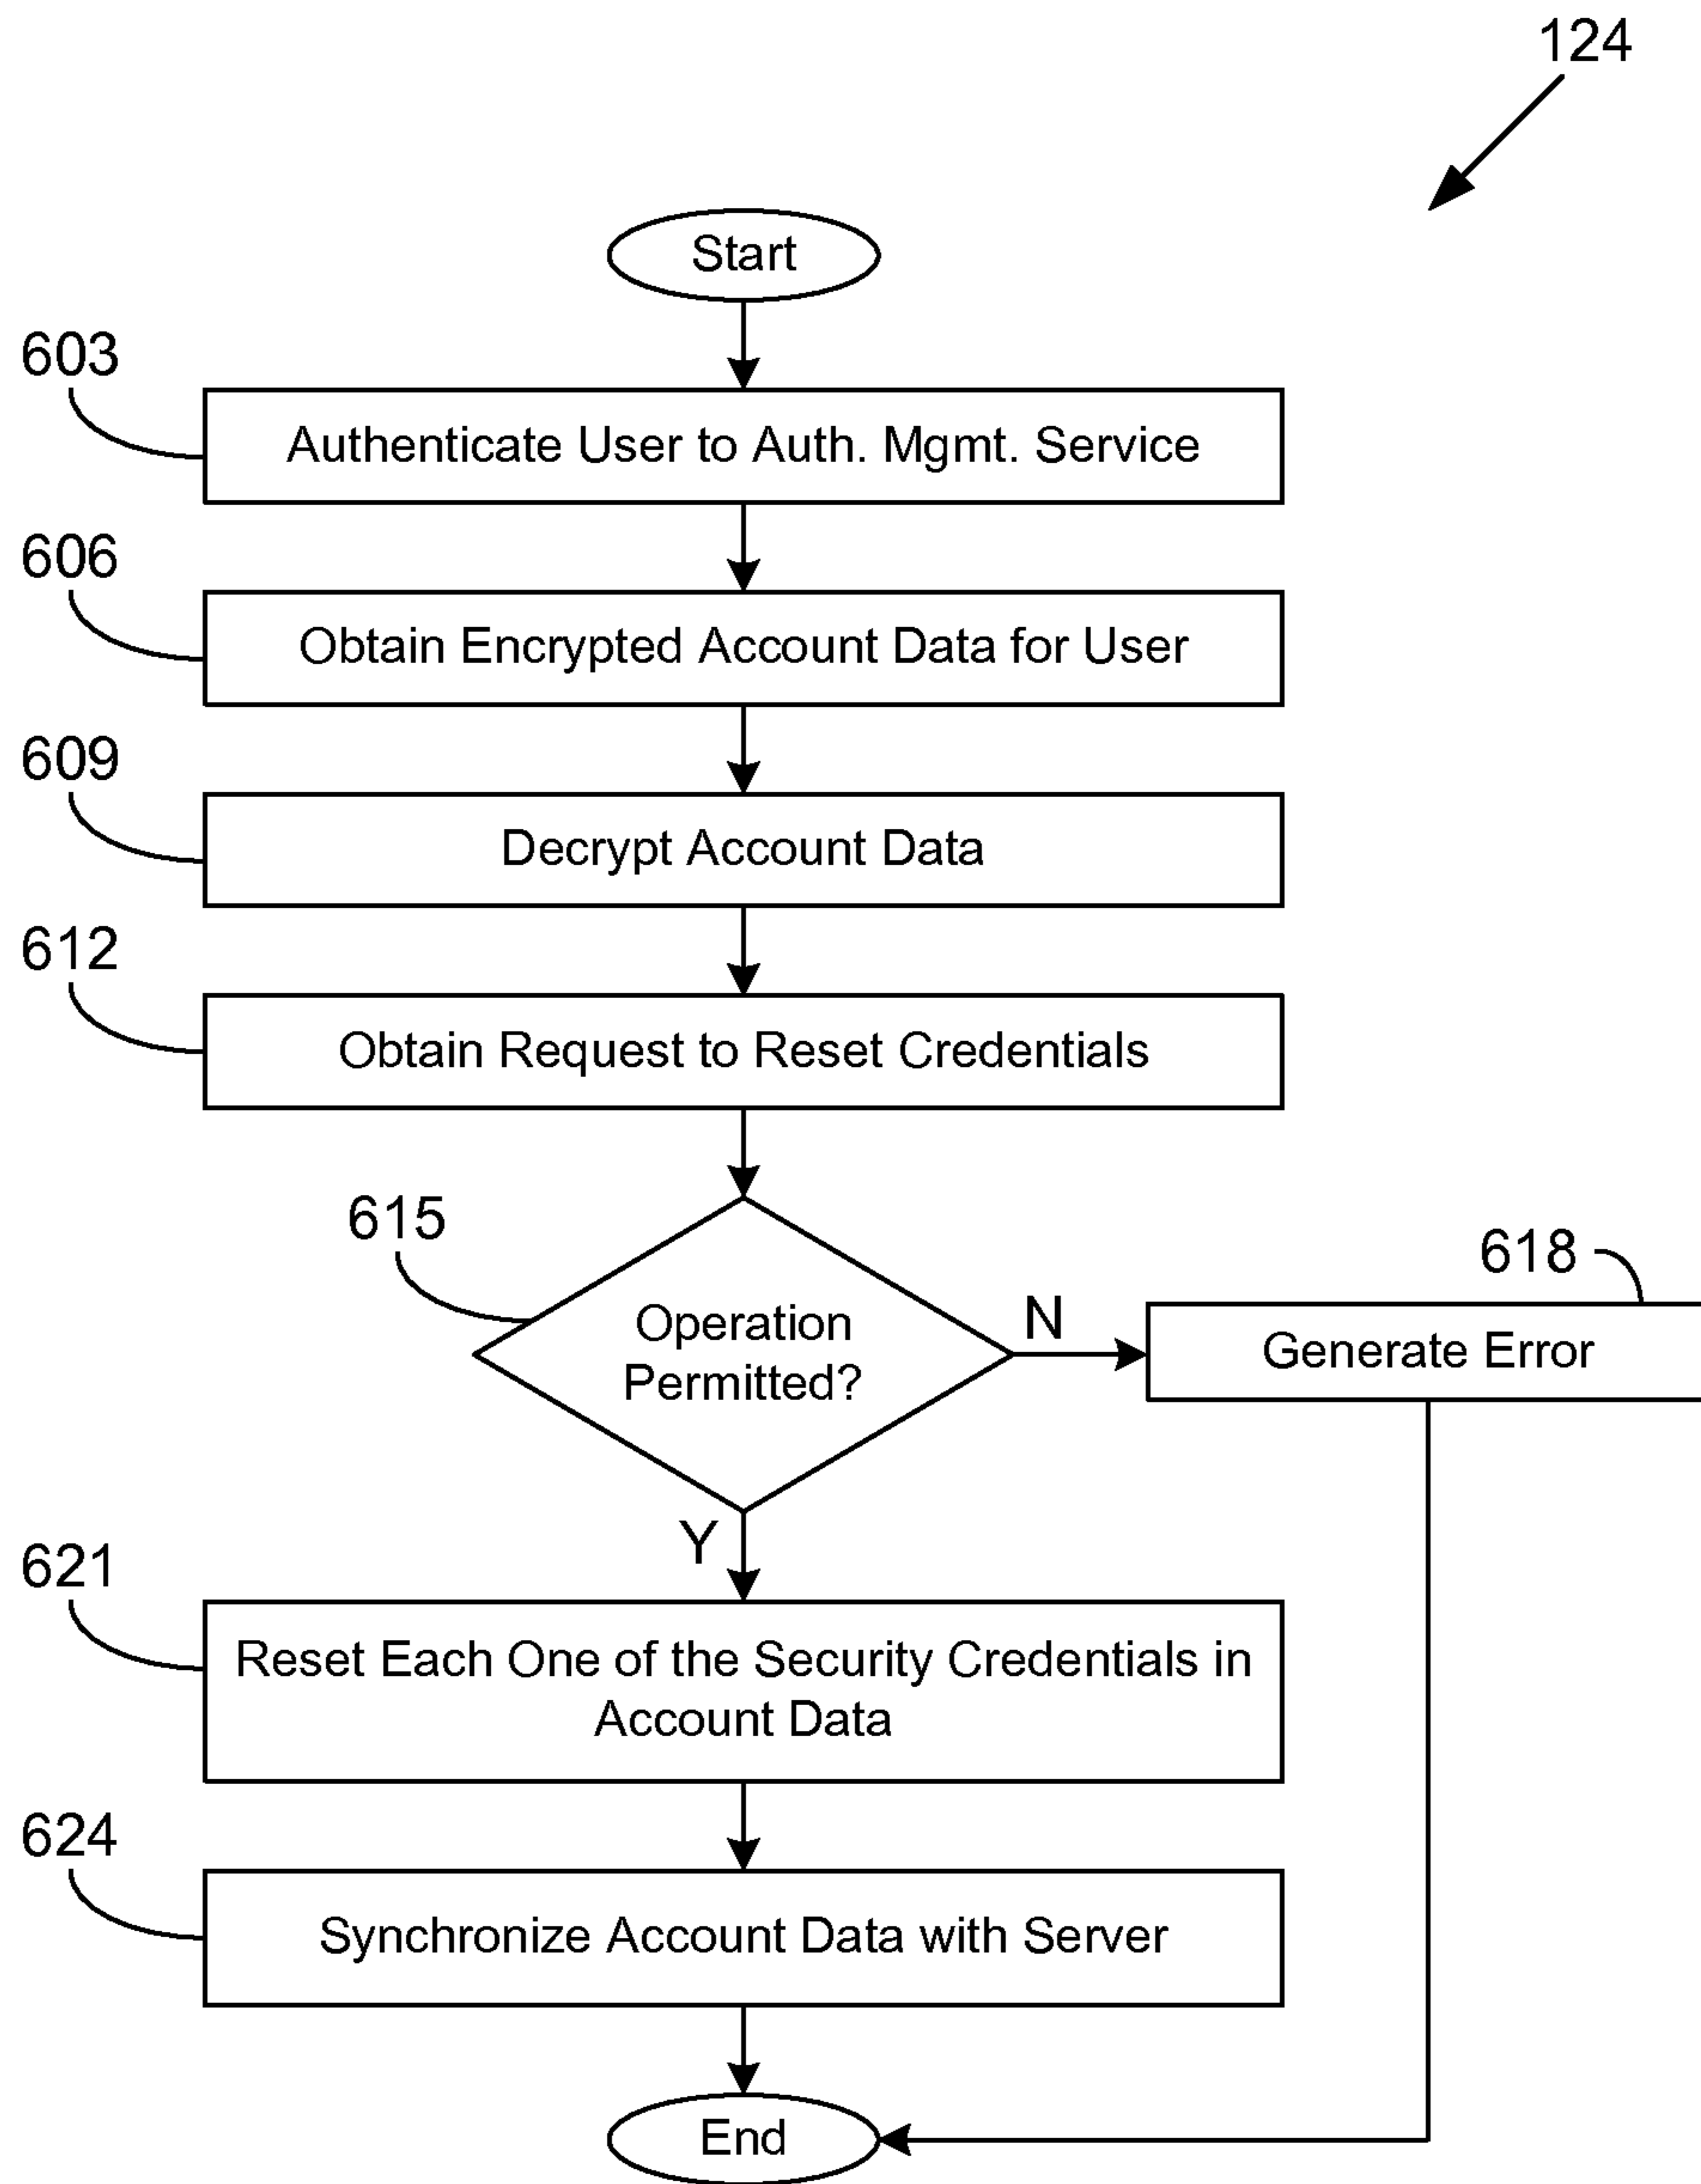 124
Start
603
Authenticate User to Auth. Mgmt. Service
606
Obtain Encrypted Account Data for User
609
Decrypt Account Data
612
Obtain Request to Reset Credentials
615
Operation
Permitted?
N
618
Generate Error
Y
621
Reset Each One of the Security Credentials in
Account Data
624
Synchronize Account Data with Server
End